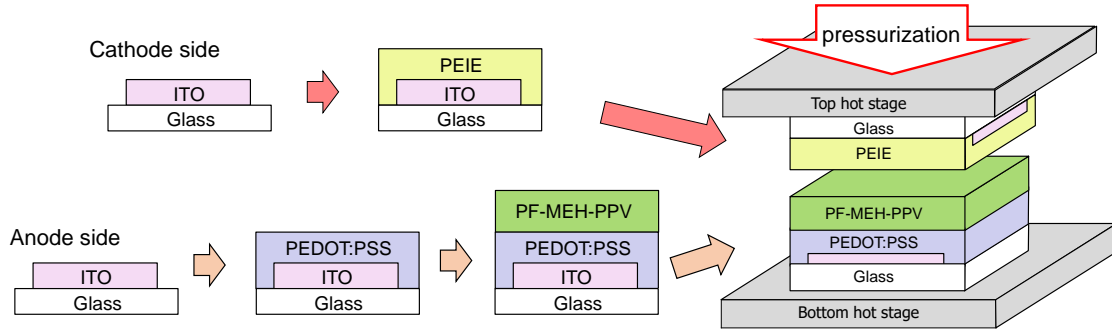 Cathode side
ITO
Glass
PEIE
ITO
Glass
pressurization
Top hot stage
Glass
PEIE
Anode side
ITO
Glass
PEDOT:PSS
ITO
Glass
PF-MEH-PPV
PEDOT:PSS
ITO
Glass
PF-MEH-PPV
PEDOT:PSS
Glass
Bottom hot stage